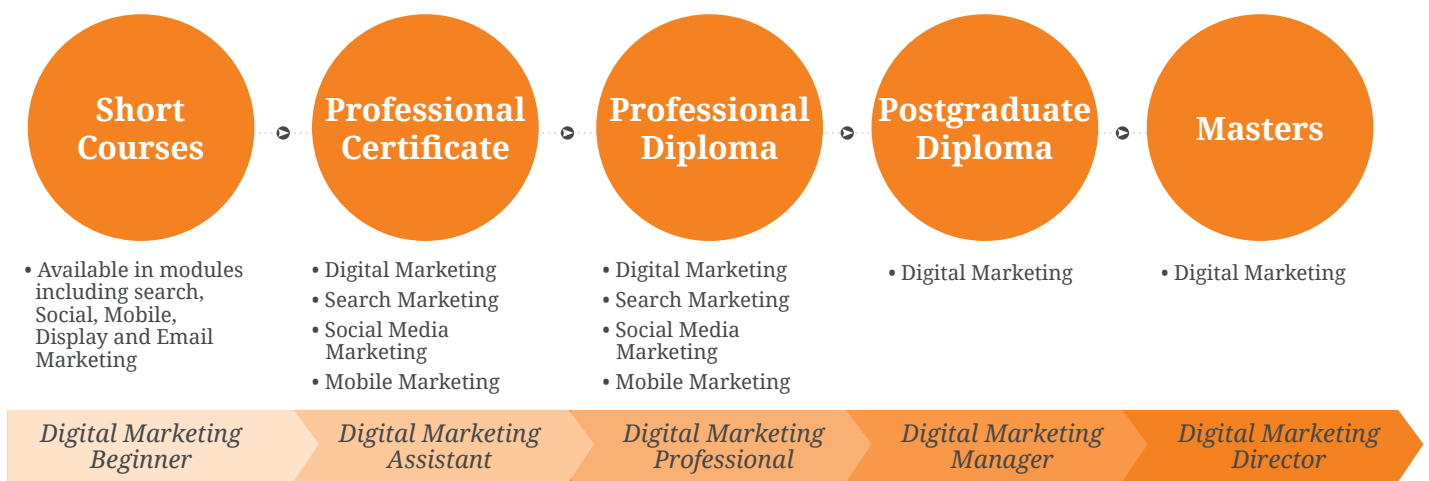 Short
Courses
Professional
Certificate
Professional
Diploma
Postgraduate
Diploma
Masters
• Available in modules
including search,
Social, Mobile,
Display and Email
Marketing
• Digital Marketing
• Search Marketing
• Social Media
Marketing
• Mobile Marketing
• Digital Marketing
• Search Marketing
• Social Media
Marketing
• Mobile Marketing
• Digital Marketing
• Digital Marketing
Digital Marketing
Beginner
Digital Marketing
Assistant
Digital Marketing
Professional
Digital Marketing
Manager
Digital Marketing
Director